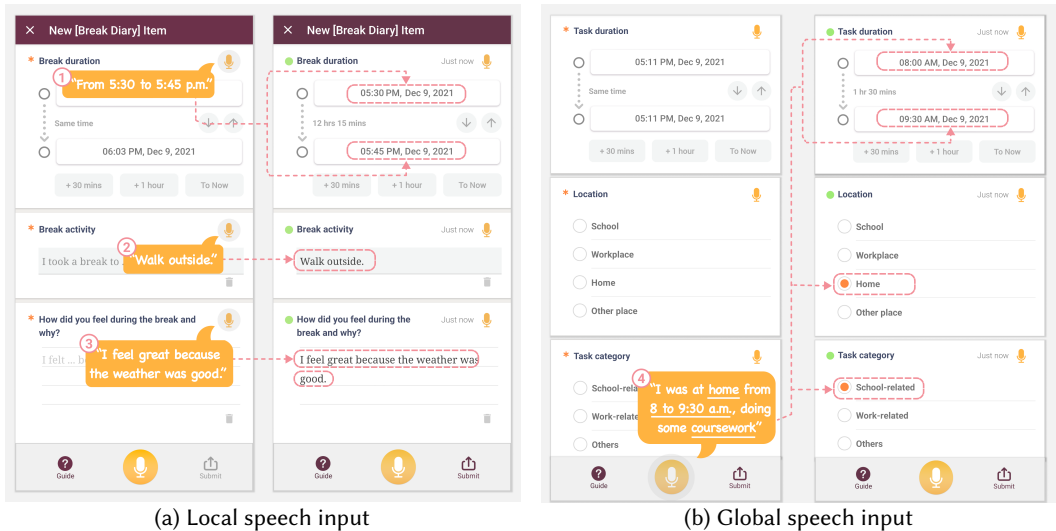 × New [Break Diary] Item
* Break duration
1
"From 5:30 to 5:45 p.m."
Same time
06:03 PM, Dec 9, 2021
+ 30 mins + 1 hour To Now
* Break activity
2
I took a break to
"Walk outside."
* How did you feel during the break and
why?
3
I felt ... b
"I feel great because
the weather was good."
?
Guide
Submit
× New [Break Diary] Item
Break duration Just now
05:30 PM, Dec 9, 2021
12 hrs 15 mins
05:45 PM, Dec 9, 2021
+ 30 mins + 1 hour To Now
Break activity Just now
Walk outside.
How did you feel during the Just now
break and why?
I feel great because the weather was
good.
?
Guide
Submit
(a) Local speech input
* Task duration
05:11 PM, Dec 9, 2021
Same time
05:11 PM, Dec 9, 2021
+ 30 mins + 1 hour To Now
* Location
School
Workplace
Home
Other place
* Task category
School-rela
Work-relate
Others
4
"I was at home from
8 to 9:30 a.m., doing
some coursework"
?
Guide
Submit
Task duration Just now
08:00 AM, Dec 9, 2021
1 hr 30 mins
09:30 AM, Dec 9, 2021
+ 30 mins + 1 hour To Now
Location Just now
School
Workplace
Home
Other place
Task category Just now
School-related
Work-related
Others
?
Guide
Submit
(b) Global speech input